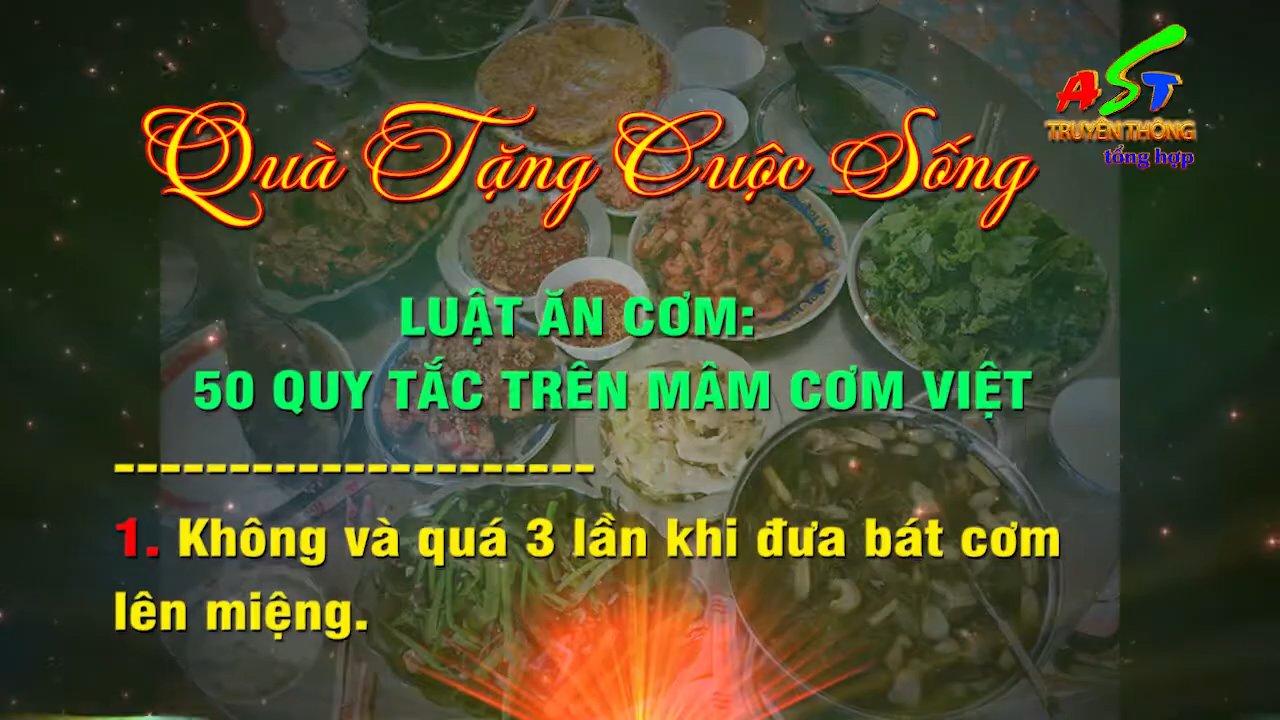 AST
TRUYỀN THÔNG
tổng hợp
Quà Tặng Cuộc Sống
LUẬT ĂN CƠM:
50 QUY TẮC TRÊN MÂM CƠM VIỆT
---------------------
1. Không và quá 3 lần khi đưa bát cơm
lên miệng.